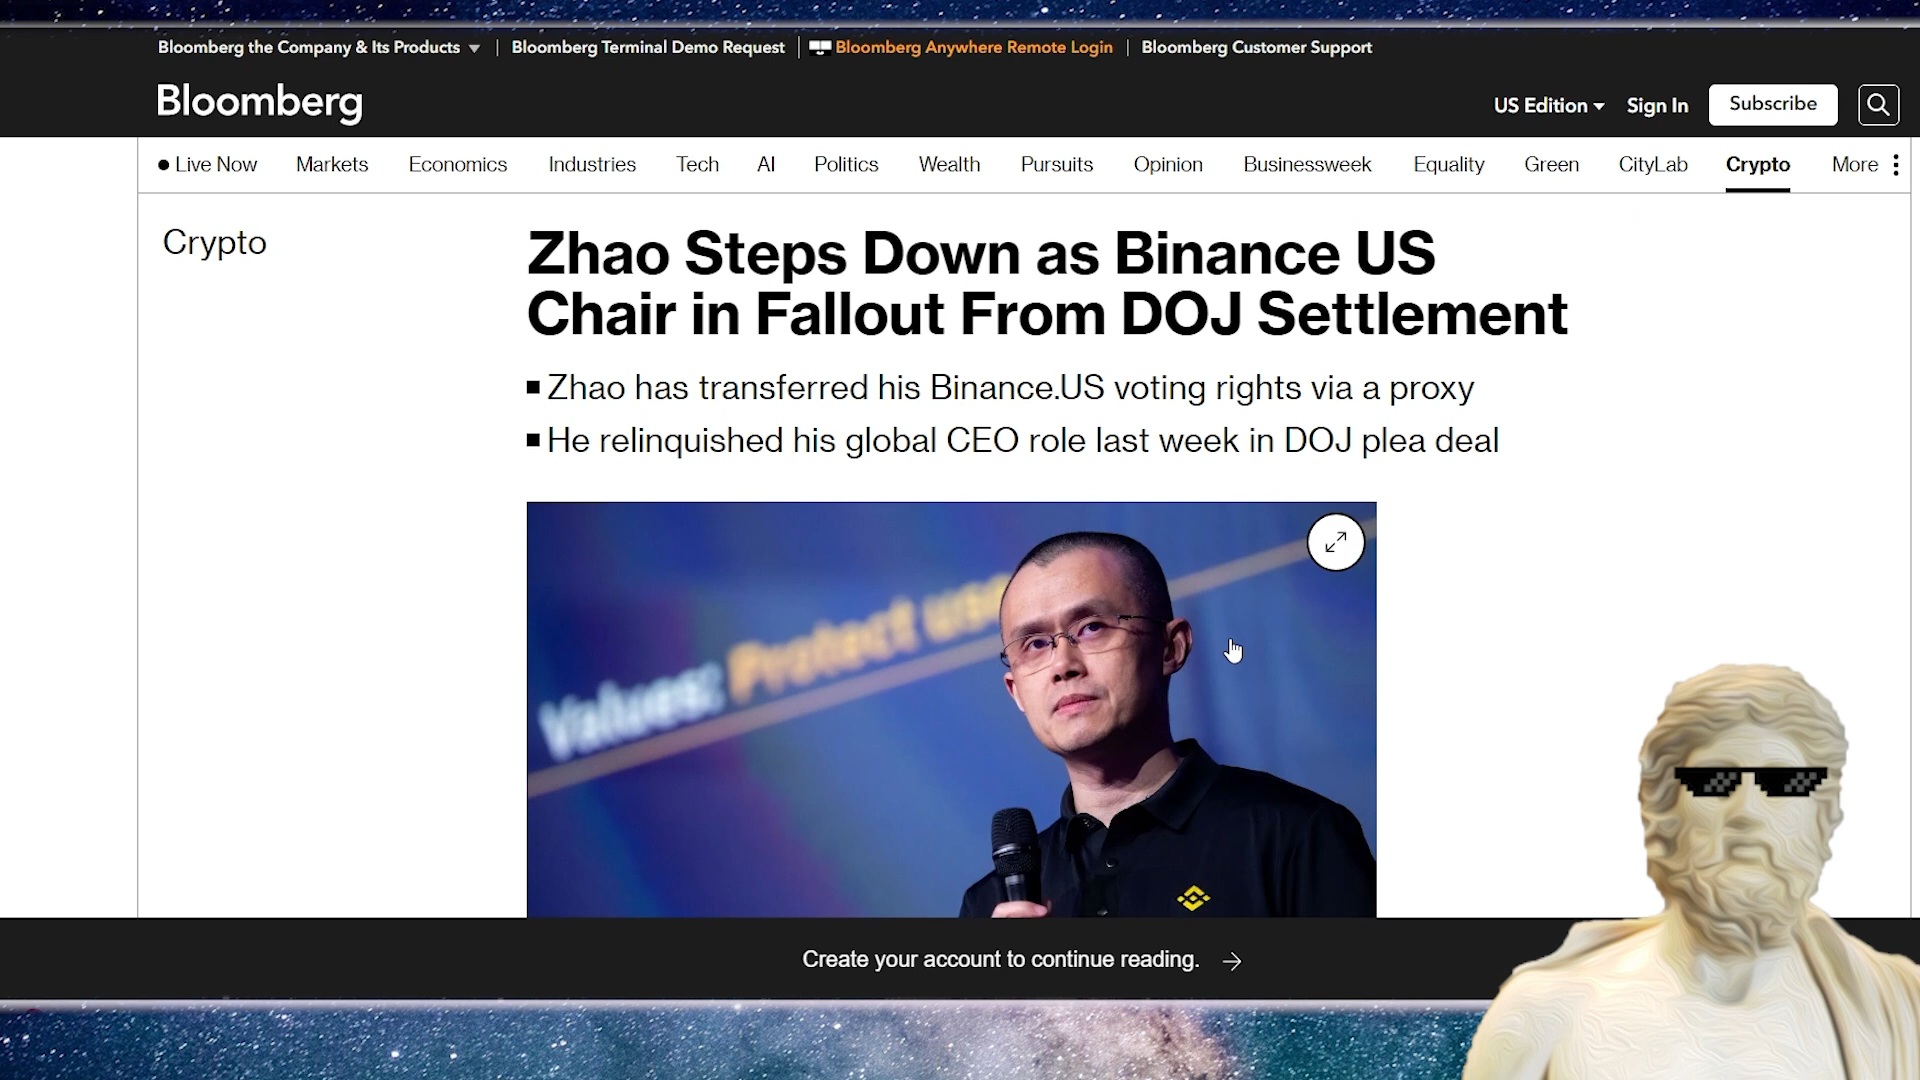 Bloomberg the Company & Its Products
Bloomberg Terminal Demo Request
Bloomberg Anywhere Remote Login
Bloomberg Customer Support
Bloomberg
US Edition
Sign In
Subscribe
Live Now
Markets
Economics
Industries
Tech
AI
Politics
Wealth
Pursuits
Opinion
Businessweek
Equality
Green
CityLab
Crypto
More
Crypto
Zhao Steps Down as Binance US
Chair in Fallout From DOJ Settlement
Zhao has transferred his Binance.US voting rights via a proxy
He relinquished his global CEO role last week in DOJ plea deal
Values: Protect use
Create your account to continue reading.